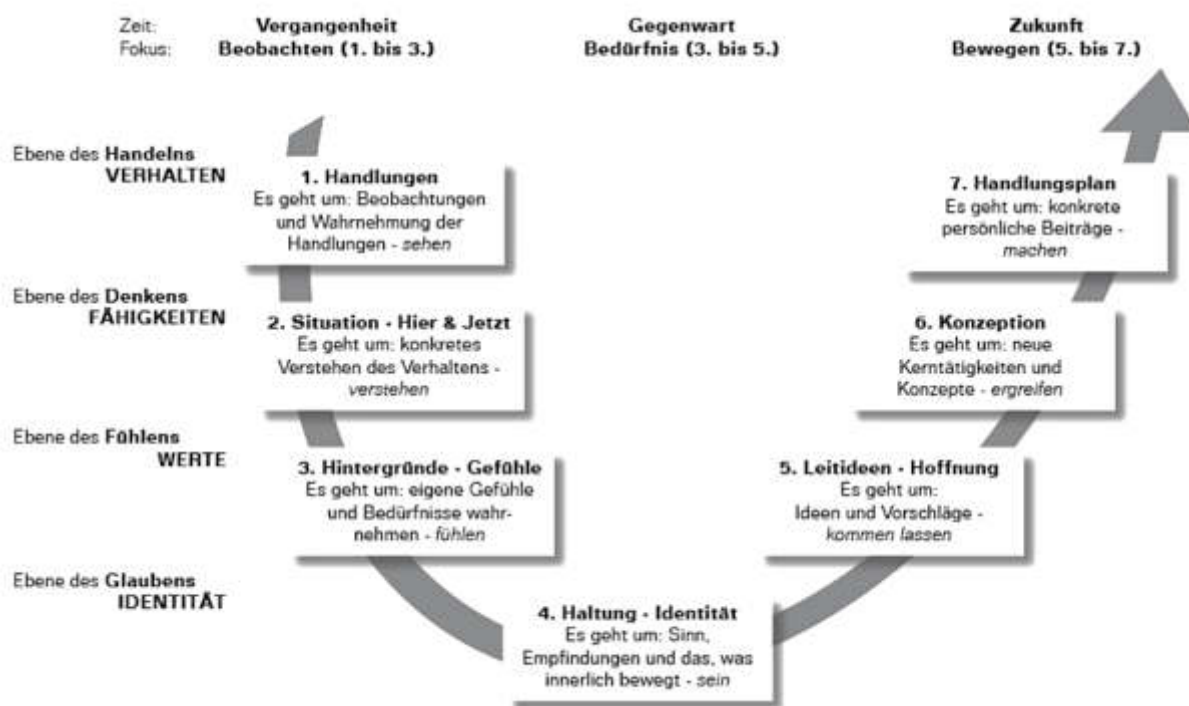 Zeit: Vergangenheit Gegenwart Zukunft
Fokus: Beobachten (1. bis 3.) Bedürfnis (3. bis 5.) Bewegen (5. bis 7.)
Ebene des Handelns
VERHALTEN
1. Handlungen
Es geht um: Beobachtungen
und Wahrnehmung der
Handlungen - sehen
7. Handlungsplan
Es geht um: konkrete
persönliche Beiträge -
machen
Ebene des Denkens
FÄHIGKEITEN
2. Situation - Hier & Jetzt
Es geht um: konkretes
Verstehen des Verhaltens -
verstehen
6. Konzeption
Es geht um: neue
Kerntätigkeiten und
Konzepte - ergreifen
Ebene des Fühlens
WERTE
3. Hintergründe - Gefühle
Es geht um: eigene Gefühle
und Bedürfnisse wahr-
nehmen - fühlen
5. Leitideen - Hoffnung
Es geht um:
Ideen und Vorschläge -
kommen lassen
Ebene des Glaubens
IDENTITÄT
4. Haltung - Identität
Es geht um: Sinn,
Empfindungen und das, was
innerlich bewegt - sein